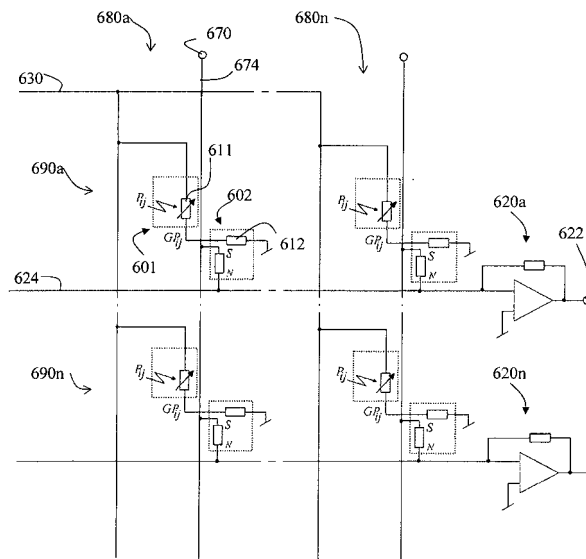 680a
670
680n
674
630
611
690a
602
620a
622
P_ij
P_ij
GP_ij
S
612
GP_ij
S
601
N
N
624
690n
P_ij
P_ij
620n
GP_ij
S
GP_ij
S
N
N